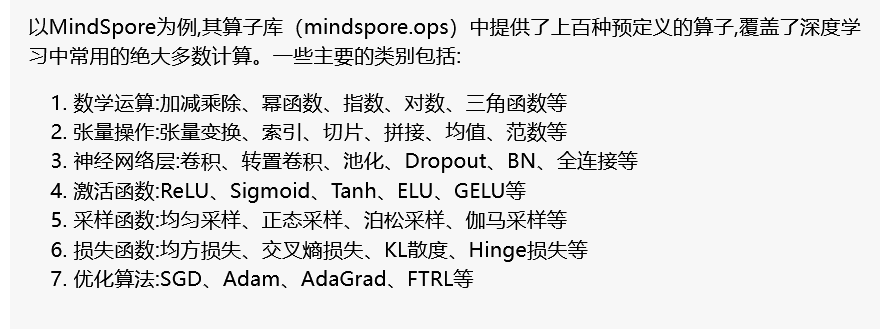 以MindSpore为例,其算子库（mindspore.ops）中提供了上百种预定义的算子,覆盖了深度学
习中常用的绝大多数计算。一些主要的类别包括:
1. 数学运算:加减乘除、幂函数、指数、对数、三角函数等
2. 张量操作:张量变换、索引、切片、拼接、均值、范数等
3. 神经网络层:卷积、转置卷积、池化、Dropout、BN、全连接等
4. 激活函数:ReLU、Sigmoid、Tanh、ELU、GELU等
5. 采样函数:均匀采样、正态采样、泊松采样、伽马采样等
6. 损失函数:均方损失、交叉熵损失、KL散度、Hinge损失等
7. 优化算法:SGD、Adam、AdaGrad、FTRL等